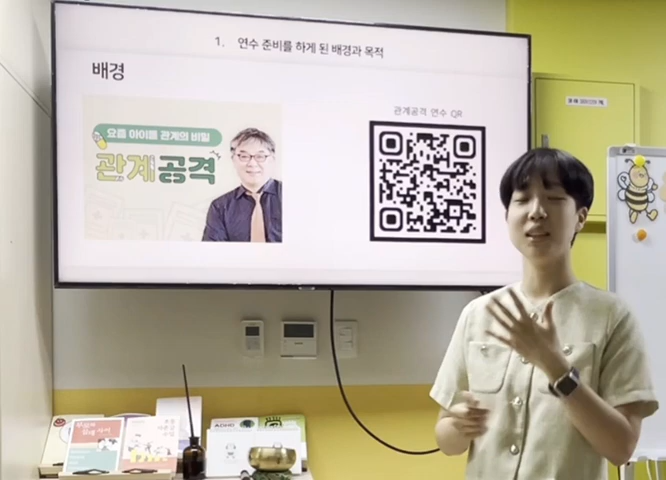 1. 연수 준비를 하게 된 배경과 목적
배경
관계공격 연수 QR
요즘 아이들 관계의 비밀
관계공격
ADHD